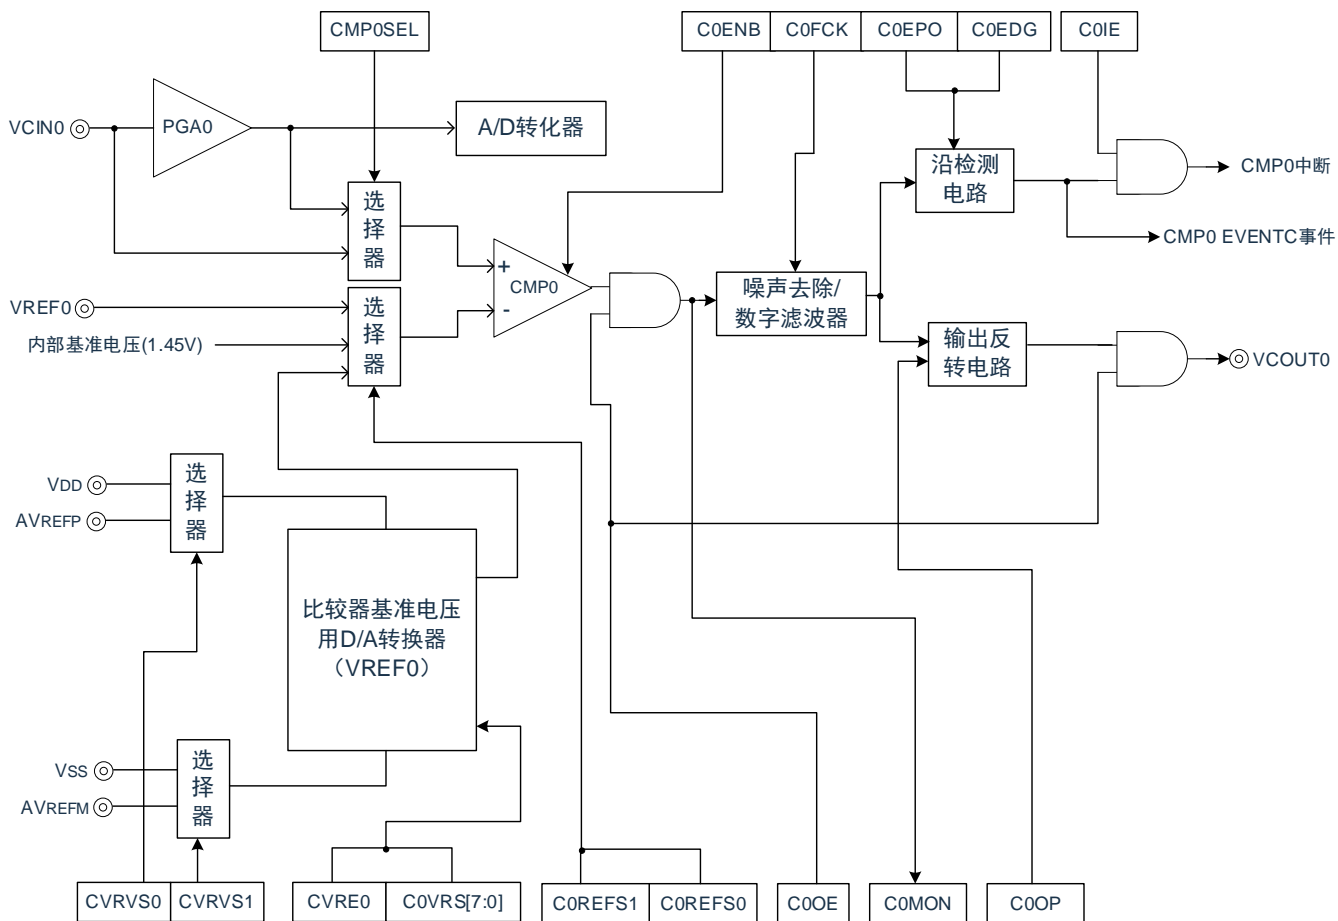 CMP0SEL
C0ENB
C0FCK
C0EPO
C0EDG
C0IE
VCIN0
PGA0
A/D转化器
选择器
沿检测
电路
CMP0中断
CMP0 EVENTC事件
+
CMP0
-
噪声去除/
数字滤波器
VREF0
选择器
内部基准电压(1.45V)
输出反
转电路
VCOUT0
VDD
AVREFP
选择器
比较器基准电压
用D/A转换器
（VREF0）
VSS
AVREFM
选择器
CVRVS0
CVRVS1
CVRE0
C0VRS[7:0]
C0REFS1
C0REFS0
C0OE
C0MON
C0OP